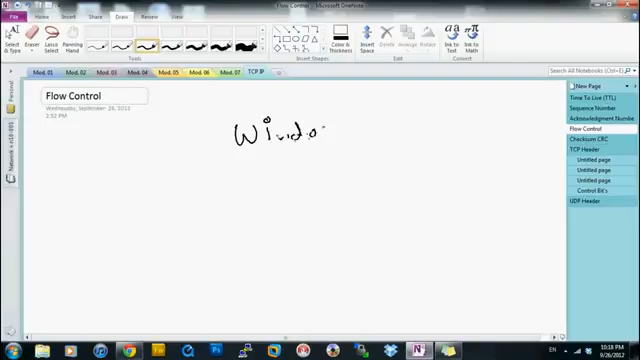 Flow Control - Microsoft OneNote
File Home Insert Share Draw Review View
Select & Type
Eraser
Lasso Select
Panning Hand
Color & Thickness
Insert Space
Delete
Rotate
Ink to Text
Ink to Math
Tools
Insert Shapes
Edit
Convert
Mod. 01 Mod. 02 Mod. 03 Mod. 04 Mod. 05 Mod. 06 Mod. 07 TCP IP
Search All Notebooks (Ctrl+E)
Personal
Flow Control
Wednesday, September 26, 2012
2:52 PM
Windo
New Page
Time To Live (TTL)
Sequence Number
Acknowledgment Numbe
Flow Control
Checksum CRC
TCP Header
Untitled page
Untitled page
Untitled page
Control Bit's
UDP Header
EN
10:18 PM
9/26/2012